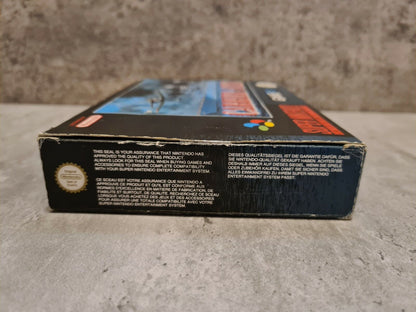 THIS SEAL IS YOUR ASSURANCE THAT NINTENDO HAS
APPROVED THE QUALITY OF THIS PRODUCT.
ALWAYS LOOK FOR THIS SEAL WHEN BUYING GAMES AND
ACCESSORIES TO ENSURE COMPLETE COMPATIBILITY
WITH YOUR SUPER NINTENDO ENTERTAINMENT SYSTEM.
CE SCEAU EST VOTRE ASSURANCE QUE NINTENDO A
APPROUVE CE PRODUIT ET QU'IL EST CONFORME AUX
NORMES D'EXCELLENCE EN MATIERE DE FABRICATION, DE
FIABILITE ET SURTOUT, DE QUALITE. RECHERCHEZ CE SCEAU
LORSQUE VOUS ACHETEZ DES JEUX ET DES ACCESSOIRES
POUR ASSURER UNE TOTALE COMPATIBILITE AVEC VOTRE
SUPER NINTENDO ENTERTAINMENT SYSTEM.
DIESES QUALITÄTSSIEGEL IST DIE GARANTIE DAFÜR, DASS
SIE NINTENDO-QUALITÄT GEKAUFT HABEN. ACHTEN SIE
DESHALB IMMER AUF DIESES SIEGEL, WENN SIE SPIELE
ODER ZUBEHÖR KAUFEN, DAMIT SIE SICHER SIND, DASS
ALLES EINWANDFREI ZU IHREM SUPER NINTENDO
ENTERTAINMENT SYSTEM PASST.